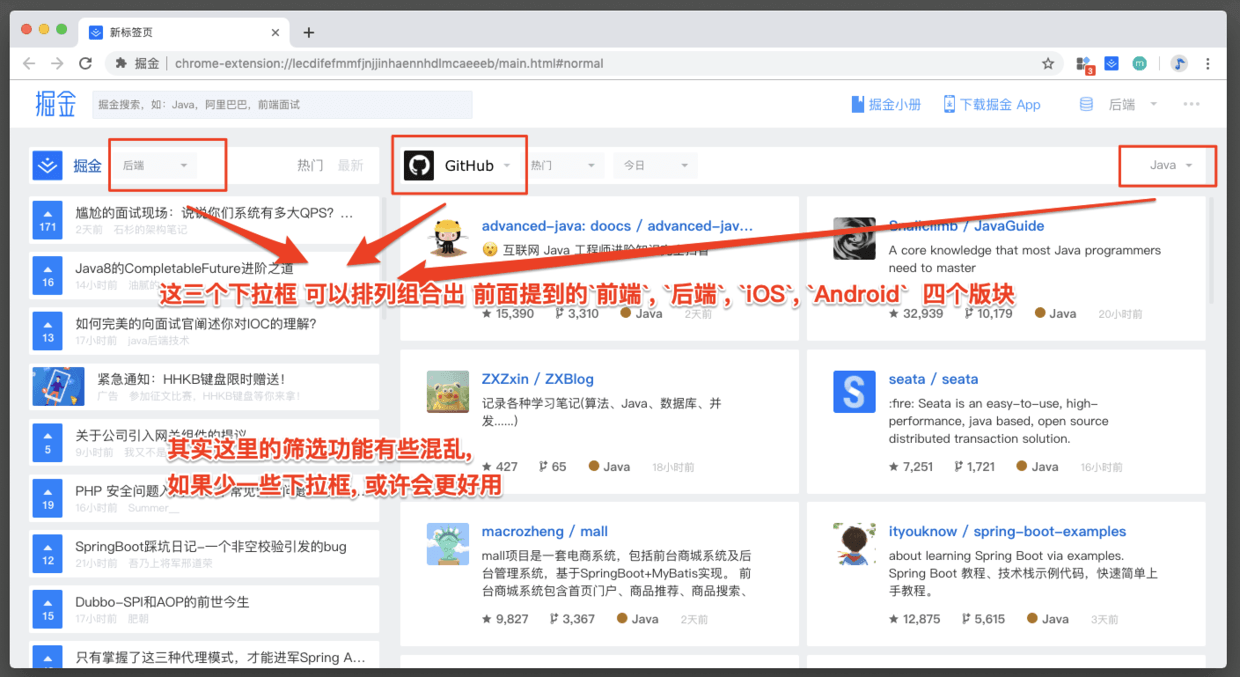 新标签页
掘金 | chrome-extension://lecdifefmmfjnjjinhaennhdlmcaeeeb/main.html#normal
3
m
掘金
掘金搜索，如：Java，阿里巴巴，前端面试
掘金小册
下载掘金 App
后端
掘金
后端
热门
最新
GitHub
热门
今日
Java
171
尴尬的面试现场：说说你们系统有多大QPS？...
2天前 石杉的架构笔记
16
Java8的CompletableFuture进阶之道
14小时前
13
如何完美的向面试官阐述你对IOC的理解?
17小时前 java后端技术
紧急通知：HHKB键盘限时赠送！
广告 参加征文比赛，HHKB键盘等你来拿！
5
关于公司引入网关组件的提议
9小时前
19
PHP 安全问题入
16小时前 Summer__
12
SpringBoot踩坑日记-一个非空校验引发的bug
21小时前 吾乃上将军邢道荣
15
Dubbo-SPI和AOP的前世今生
17小时前 肥朝
只有掌握了这三种代理模式，才能进军Spring A...
advanced-java: doocs / advanced-jav...
互联网 Java 工程师进阶知识完全扫盲
15,390
3,310
Java
2天前
Snailclimb / JavaGuide
A core knowledge that most Java programmers
need to master
32,939
10,179
Java
20小时前
ZXZxin / ZXBlog
记录各种学习笔记(算法、Java、数据库、并
发......)
427
65
Java
18小时前
seata / seata
:fire: Seata is an easy-to-use, high-
performance, java based, open source
distributed transaction solution.
7,251
1,721
Java
16小时前
macrozheng / mall
mall项目是一套电商系统，包括前台商城系统及后
台管理系统，基于SpringBoot+MyBatis实现。 前
台商城系统包含首页门户、商品推荐、商品搜索、
9,827
3,367
Java
2天前
ityouknow / spring-boot-examples
about learning Spring Boot via examples.
Spring Boot 教程、技术栈示例代码，快速简单上
手教程。
12,875
5,615
Java
3天前
这三个下拉框 可以排列组合出 前面提到的`前端`, `后端`, `iOS`, `Android` 四个版块
其实这里的筛选功能有些混乱,
如果少一些下拉框, 或许会更好用